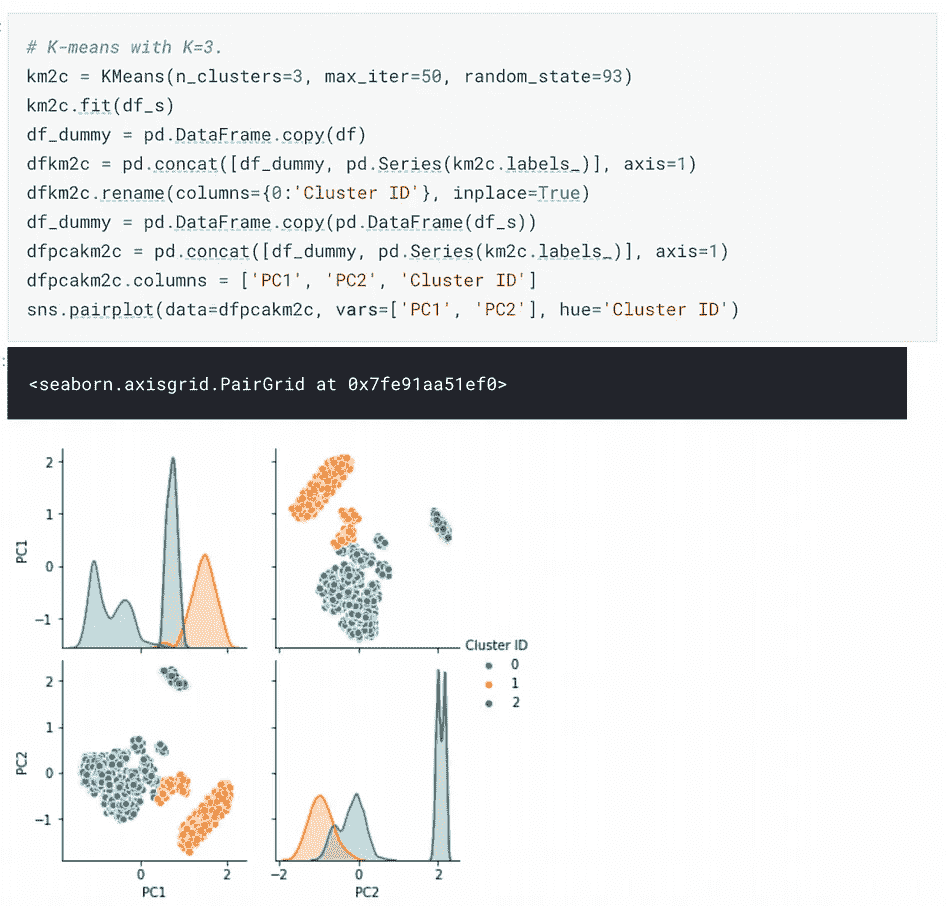 # K-means with K=3.
km2c = KMeans(n_clusters=3, max_iter=50, random_state=93)
km2c.fit(df_s)
df_dummy = pd.DataFrame.copy(df)
dfkm2c = pd.concat([df_dummy, pd.Series(km2c.labels_)], axis=1)
dfkm2c.rename(columns={0:'Cluster ID'}, inplace=True)
df_dummy = pd.DataFrame.copy(pd.DataFrame(df_s))
dfpcakm2c = pd.concat([df_dummy, pd.Series(km2c.labels_)], axis=1)
dfpcakm2c.columns = ['PC1', 'PC2', 'Cluster ID']
sns.pairplot(data=dfpcakm2c, vars=['PC1', 'PC2'], hue='Cluster ID')
<seaborn.axisgrid.PairGrid at 0x7fe91aa51ef0>
2
1
0
−1
PC1
Cluster ID
0
1
2
2
1
0
−1
PC2
0
2
PC1
−2
0
2
PC2